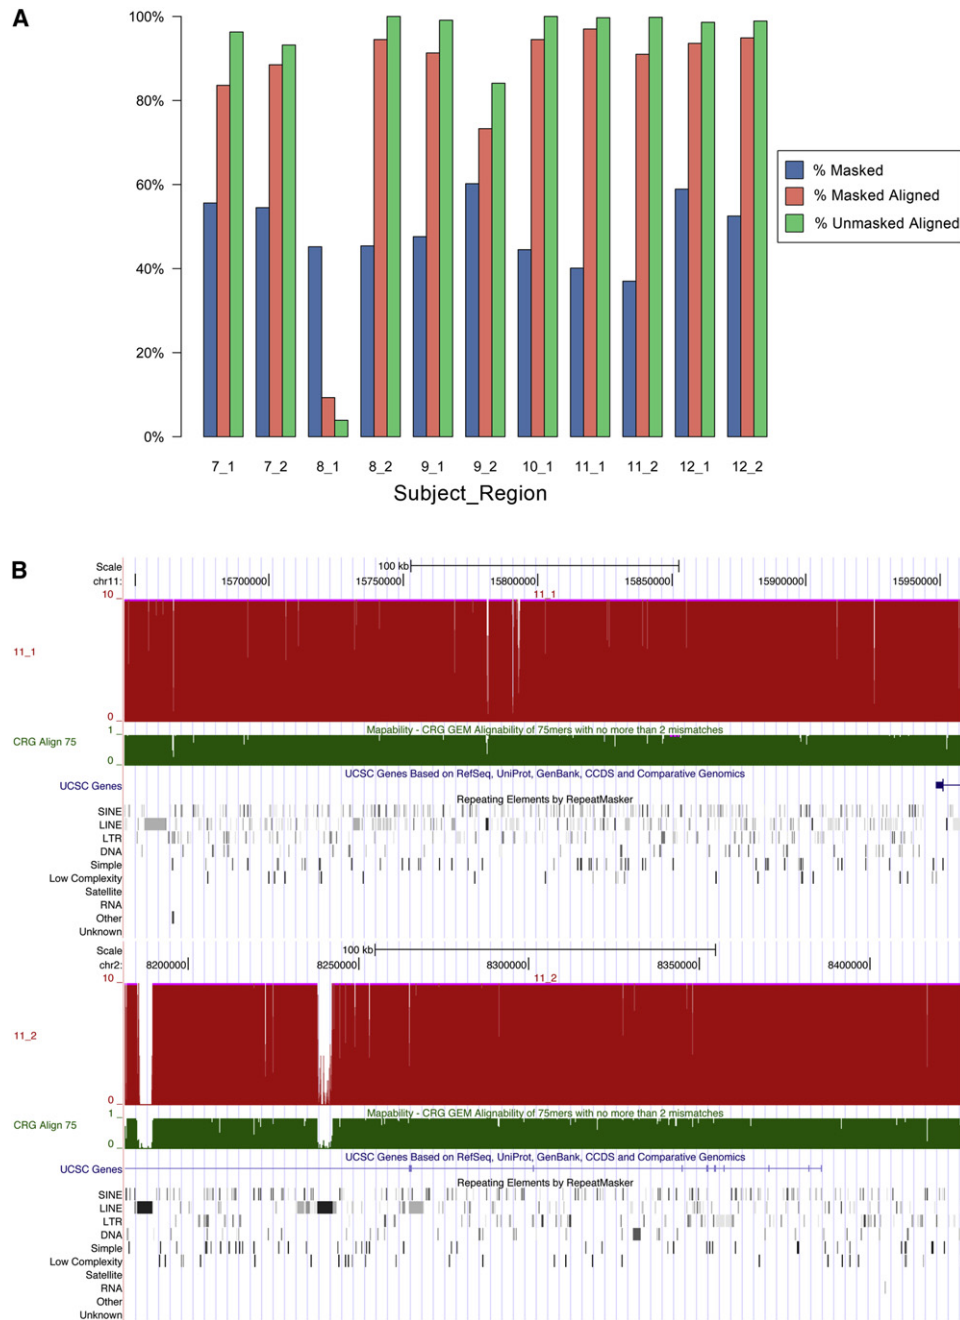 A
100%
80%
60%
40%
20%
0%
7_1 7_2 8_1 8_2 9_1 9_2 10_1 11_1 11_2 12_1 12_2
Subject_Region
% Masked
% Masked Aligned
% Unmasked Aligned
B
Scale 100 kb
chr11: 15700000 15750000 15800000 15850000 15900000 15950000
10 11_1
11_1
0
Mapability - CRG GEM Alignability of 75mers with no more than 2 mismatches
1
CRG Align 75
0
UCSC Genes Based on RefSeq, UniProt, GenBank, CCDS and Comparative Genomics
UCSC Genes
Repeating Elements by RepeatMasker
SINE
LINE
LTR
DNA
Simple
Low Complexity
Satellite
RNA
Other
Unknown
Scale 100 kb
chr2: 8200000 8250000 8300000 8350000 8400000
10 11_2
11_2
0
Mapability - CRG GEM Alignability of 75mers with no more than 2 mismatches
1
CRG Align 75
0
UCSC Genes Based on RefSeq, UniProt, GenBank, CCDS and Comparative Genomics
UCSC Genes
Repeating Elements by RepeatMasker
SINE
LINE
LTR
DNA
Simple
Low Complexity
Satellite
RNA
Other
Unknown